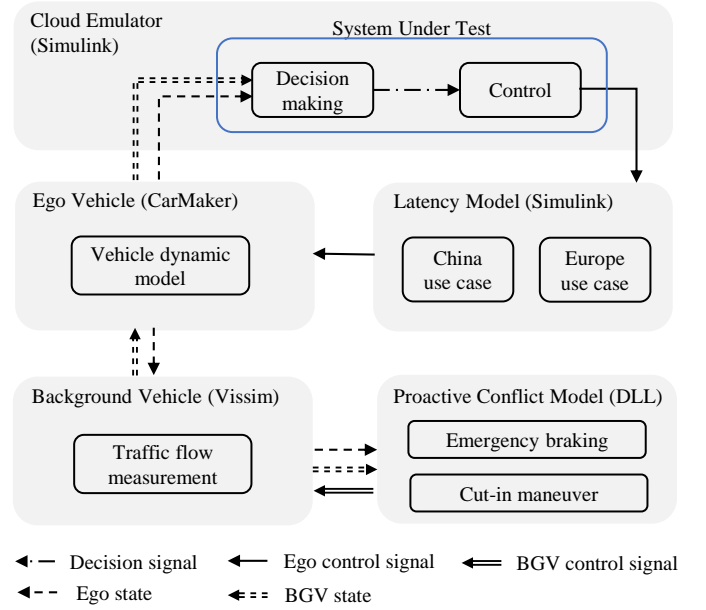 Cloud Emulator
(Simulink)
System Under Test
Decision
making
Control
Ego Vehicle (CarMaker)
Vehicle dynamic
model
Latency Model (Simulink)
China
use case
Europe
use case
Background Vehicle (Vissim)
Traffic flow
measurement
Proactive Conflict Model (DLL)
Emergency braking
Cut-in maneuver
Decision signal
Ego control signal
BGV control signal
Ego state
BGV state